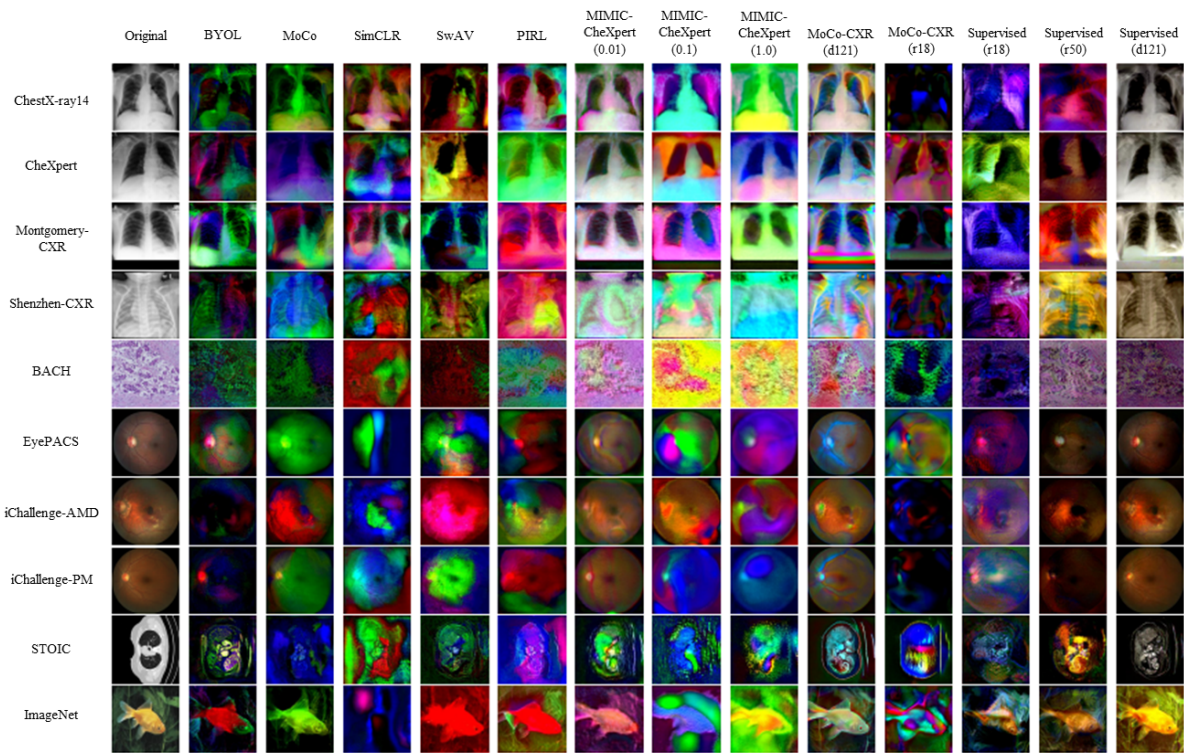 Original BYOL MoCo SimCLR SwAV PIRL MIMIC-CheXpert (0.01) MIMIC-CheXpert (0.1) MIMIC-CheXpert (1.0) MoCo-CXR (d121) MoCo-CXR (r18) Supervised (r18) Supervised (r50) Supervised (d121)
ChestX-ray14
CheXpert
Montgomery-
CXR
Shenzhen-CXR
BACH
EyePACS
iChallenge-AMD
iChallenge-PM
STOIC
ImageNet